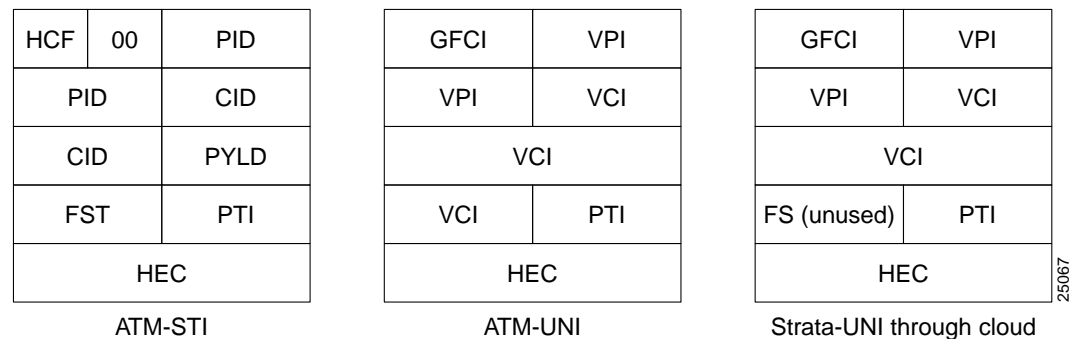 HCF 00 PID
PID CID
CID PYLD
FST PTI
HEC
ATM-STI
GFCI VPI
VPI VCI
VCI
VCI PTI
HEC
ATM-UNI
GFCI VPI
VPI VCI
VCI
FS (unused) PTI
HEC
Strata-UNI through cloud
25067